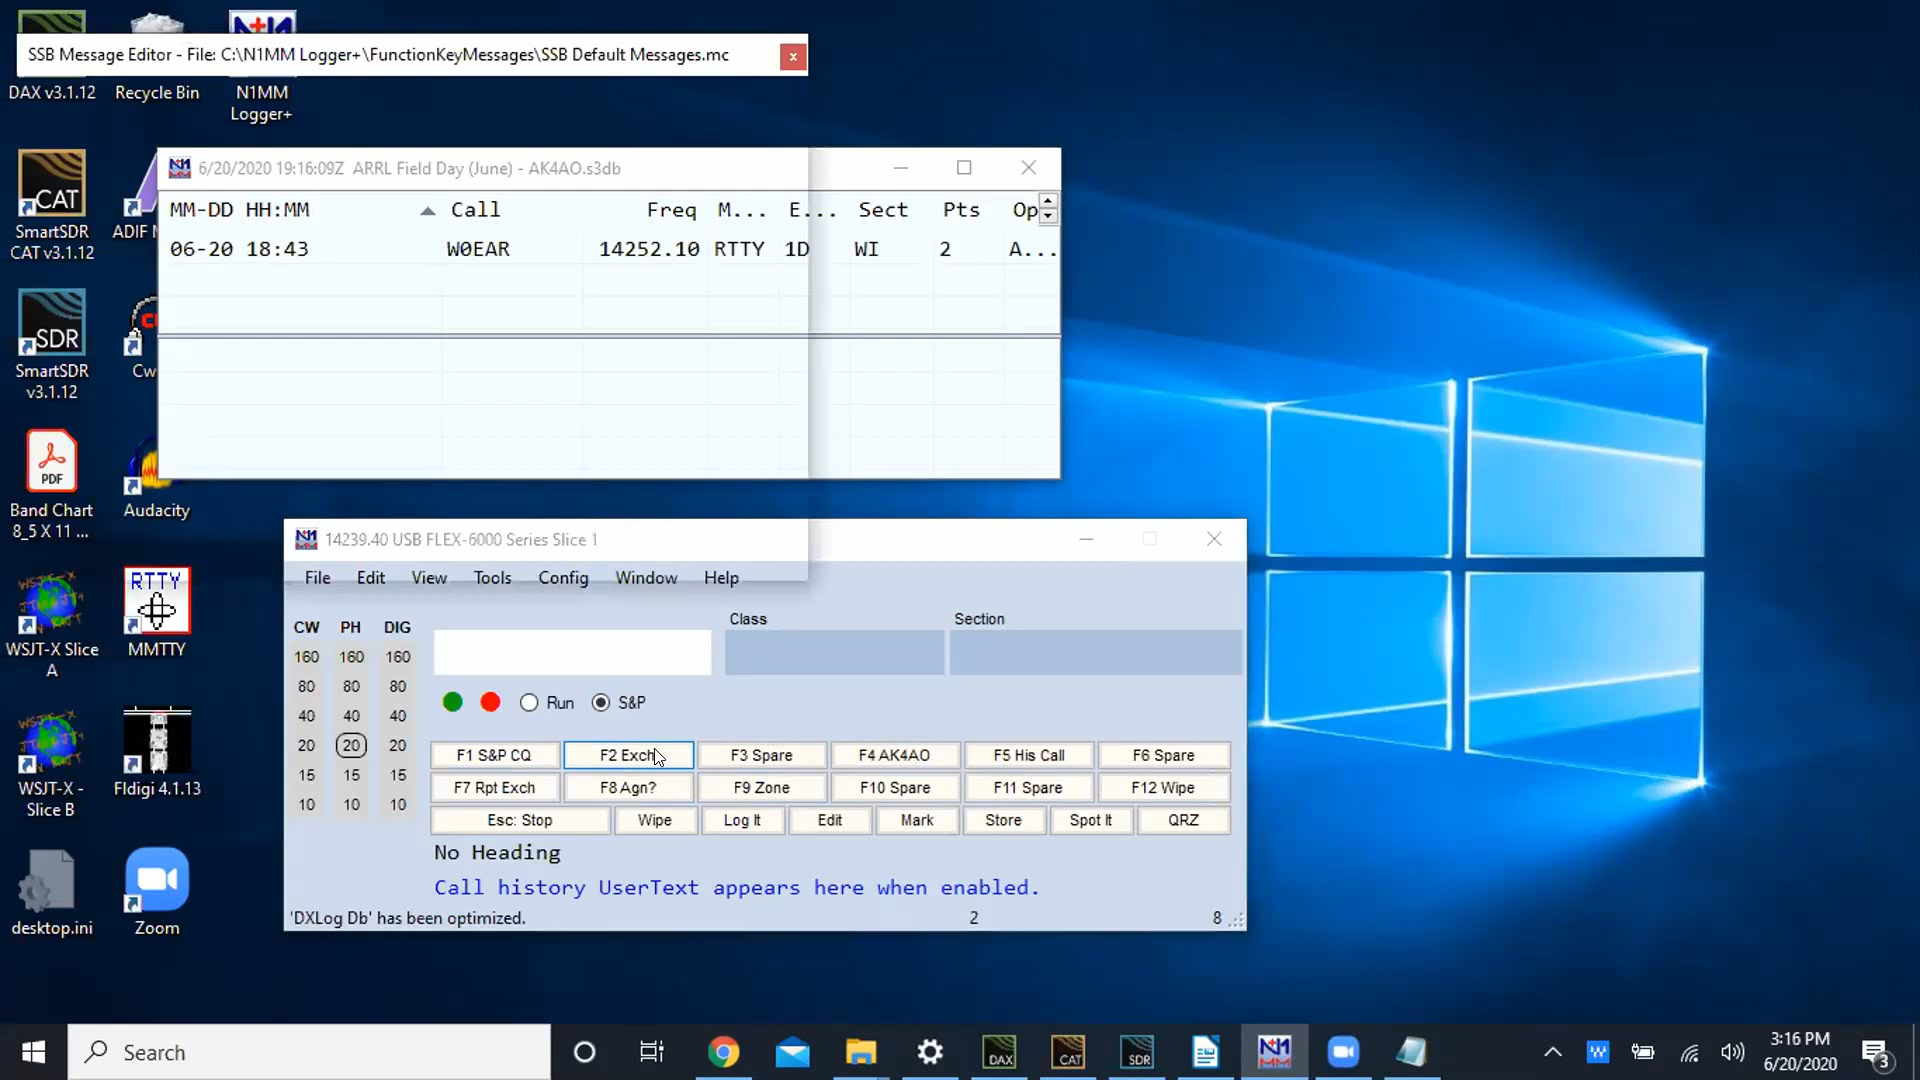 SSB Message Editor - File: C:\N1MM Logger+\FunctionKeyMessages\SSB Default Messages.mc
x
DAX v3.1.12
Recycle Bin
N1MM
Logger+
6/20/2020 19:16:09Z ARRL Field Day (June) - AK4AO.s3db
MM-DD HH:MM Call Freq M... E... Sect Pts Op
06-20 18:43 W0EAR 14252.10 RTTY 1D WI 2 A...
CAT
SmartSDR
CAT v3.1.12
ADIF
SDR
SmartSDR
v3.1.12
Cw
PDF
Band Chart
8_5 X 11 ...
Audacity
14239.40 USB FLEX-6000 Series Slice 1
File Edit View Tools Config Window Help
Class Section
CW PH DIG
160 160 160
80 80 80
40 40 40
20 20 20
15 15 15
10 10 10
Run S&P
F1 S&P CQ F2 Exch F3 Spare F4 AK4AO F5 His Call F6 Spare
F7 Rpt Exch F8 Agn? F9 Zone F10 Spare F11 Spare F12 Wipe
Esc: Stop Wipe Log It Edit Mark Store Spot It QRZ
No Heading
Call history UserText appears here when enabled.
'DXLog Db' has been optimized. 2 8
WSJT-X Slice
A
RTTY
MMTTY
WSJT-X -
Slice B
Fldigi 4.1.13
desktop.ini
Zoom
Search
DAX
CAT
SDR
3:16 PM
6/20/2020
3